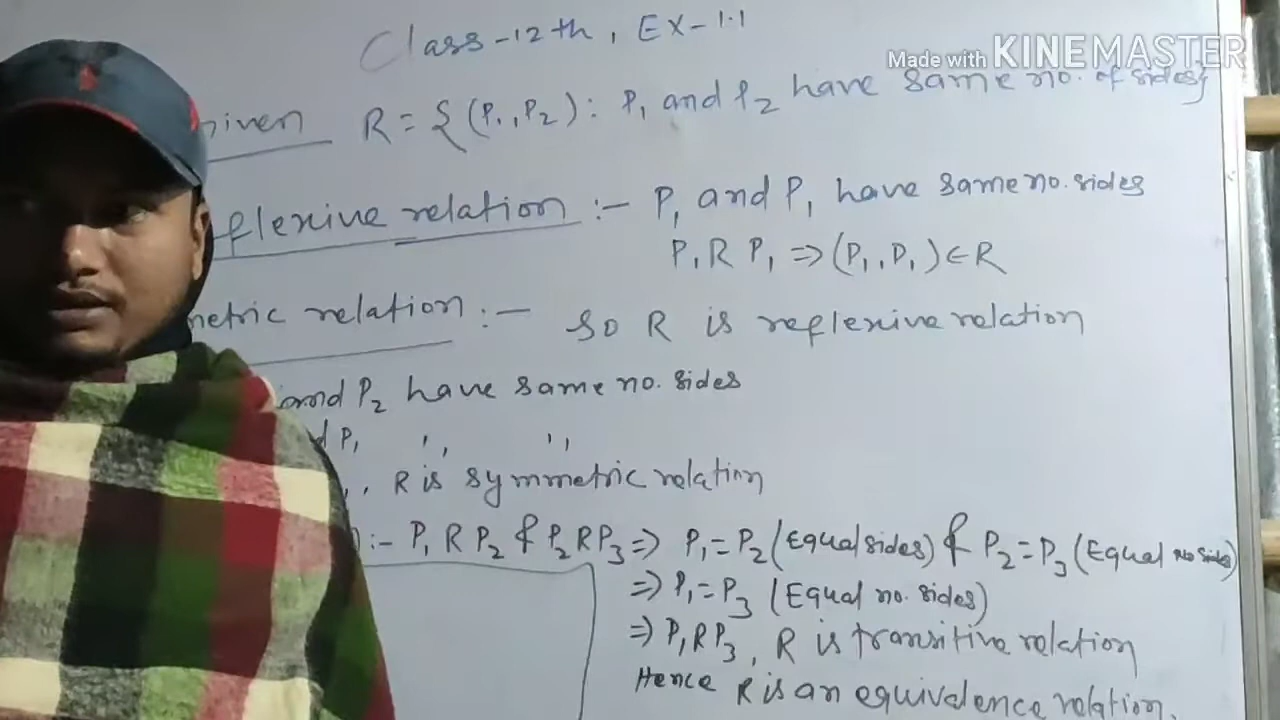 Class-12th, Ex-1.1
Made with KINEMASTER
R = {(P₁,P₂): P₁ and P₂ have same no. of sides}
relation :- P₁ and P₁ have same no. sides
P₁ R P₁ ⇒ (P₁,P₁) ∈ R
relation :-
So R is reflexive relation
and P₂ have same no. sides
P₁ ,, ,,
R is symmetric relation
:- P₁ R P₂ & P₂ R P₃ ⇒ P₁ = P₂ (Equal sides) & P₂ = P₃ (Equal no sides)
⇒ P₁ = P₃ (Equal no. sides)
⇒ P₁ R P₃, R is transitive relation
Hence R is an equivalence relation.